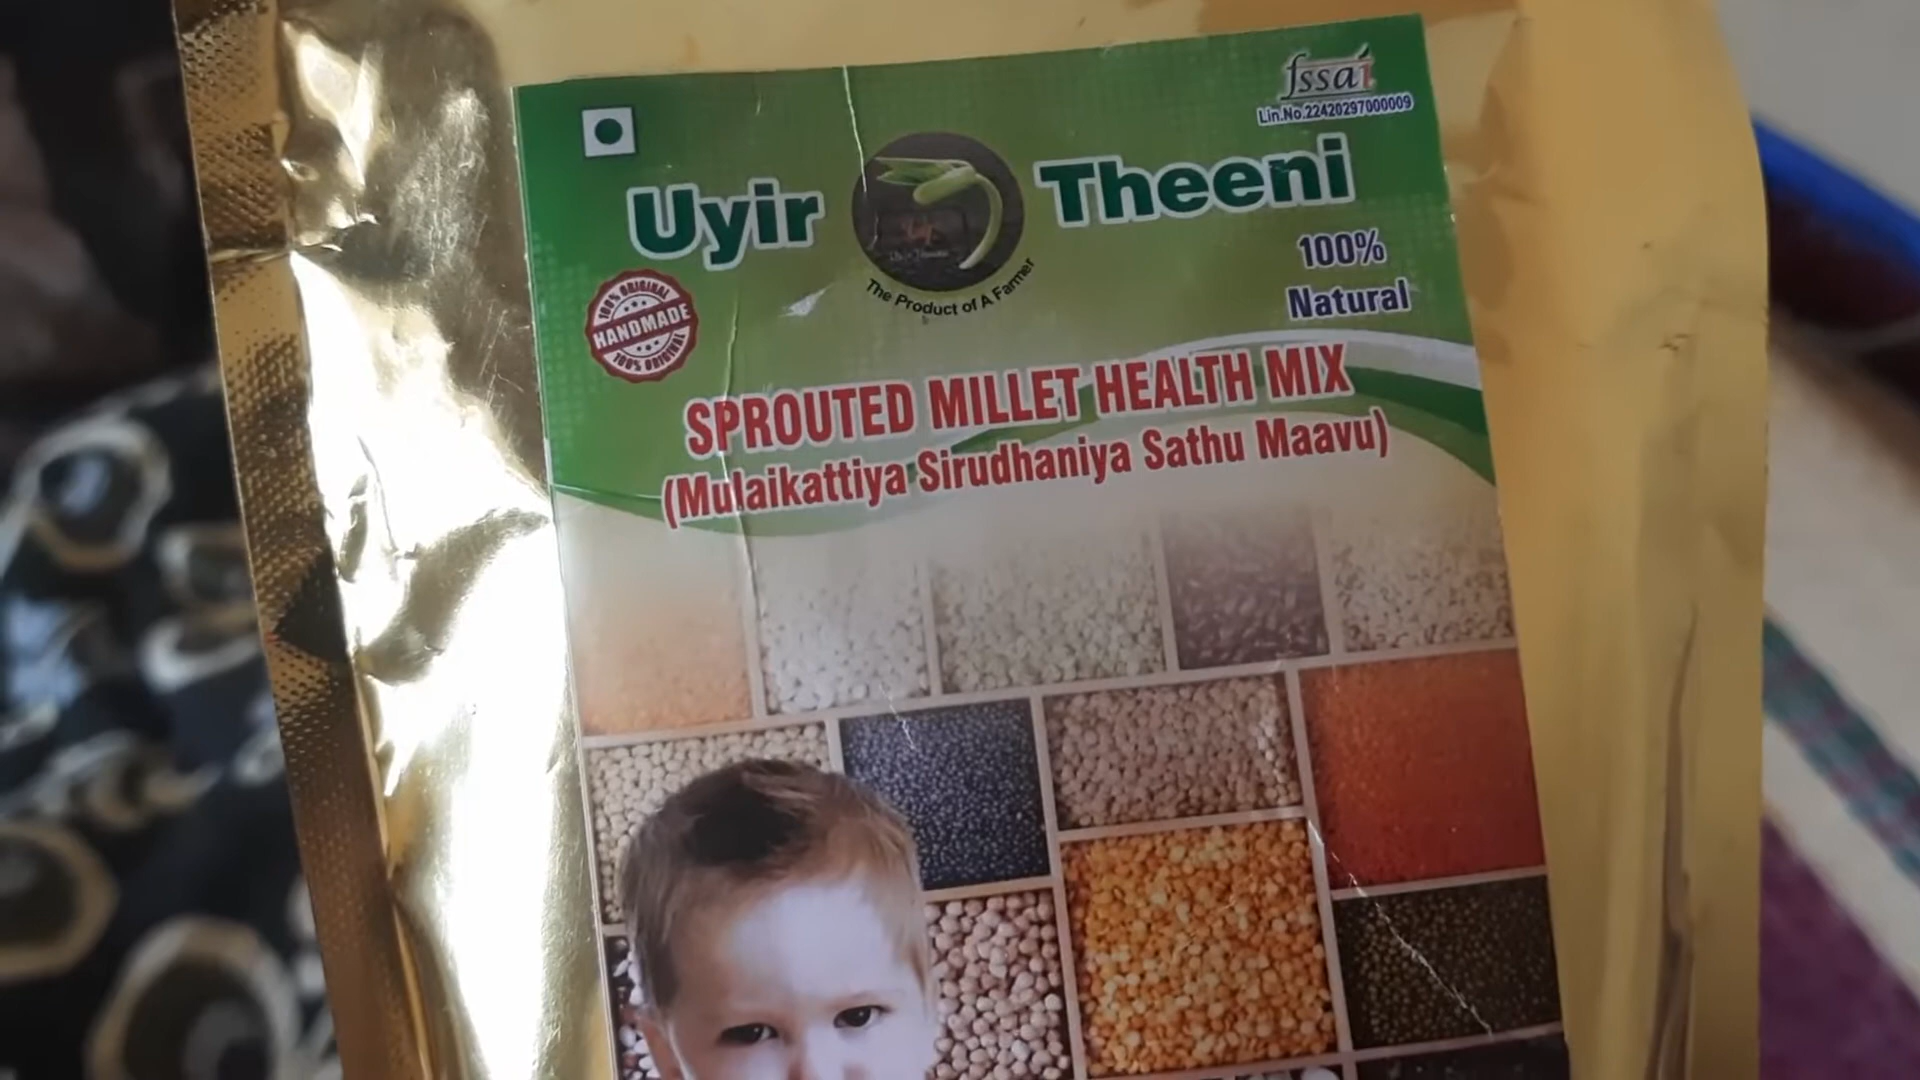 fssai
Lin.No.22420297000009
Uyir Theeni
The Product of A Farmer
100%
Natural
100% ORIGINAL
HANDMADE
100% ORIGINAL
SPROUTED MILLET HEALTH MIX
(Mulaikattiya Sirudhaniya Sathu Maavu)